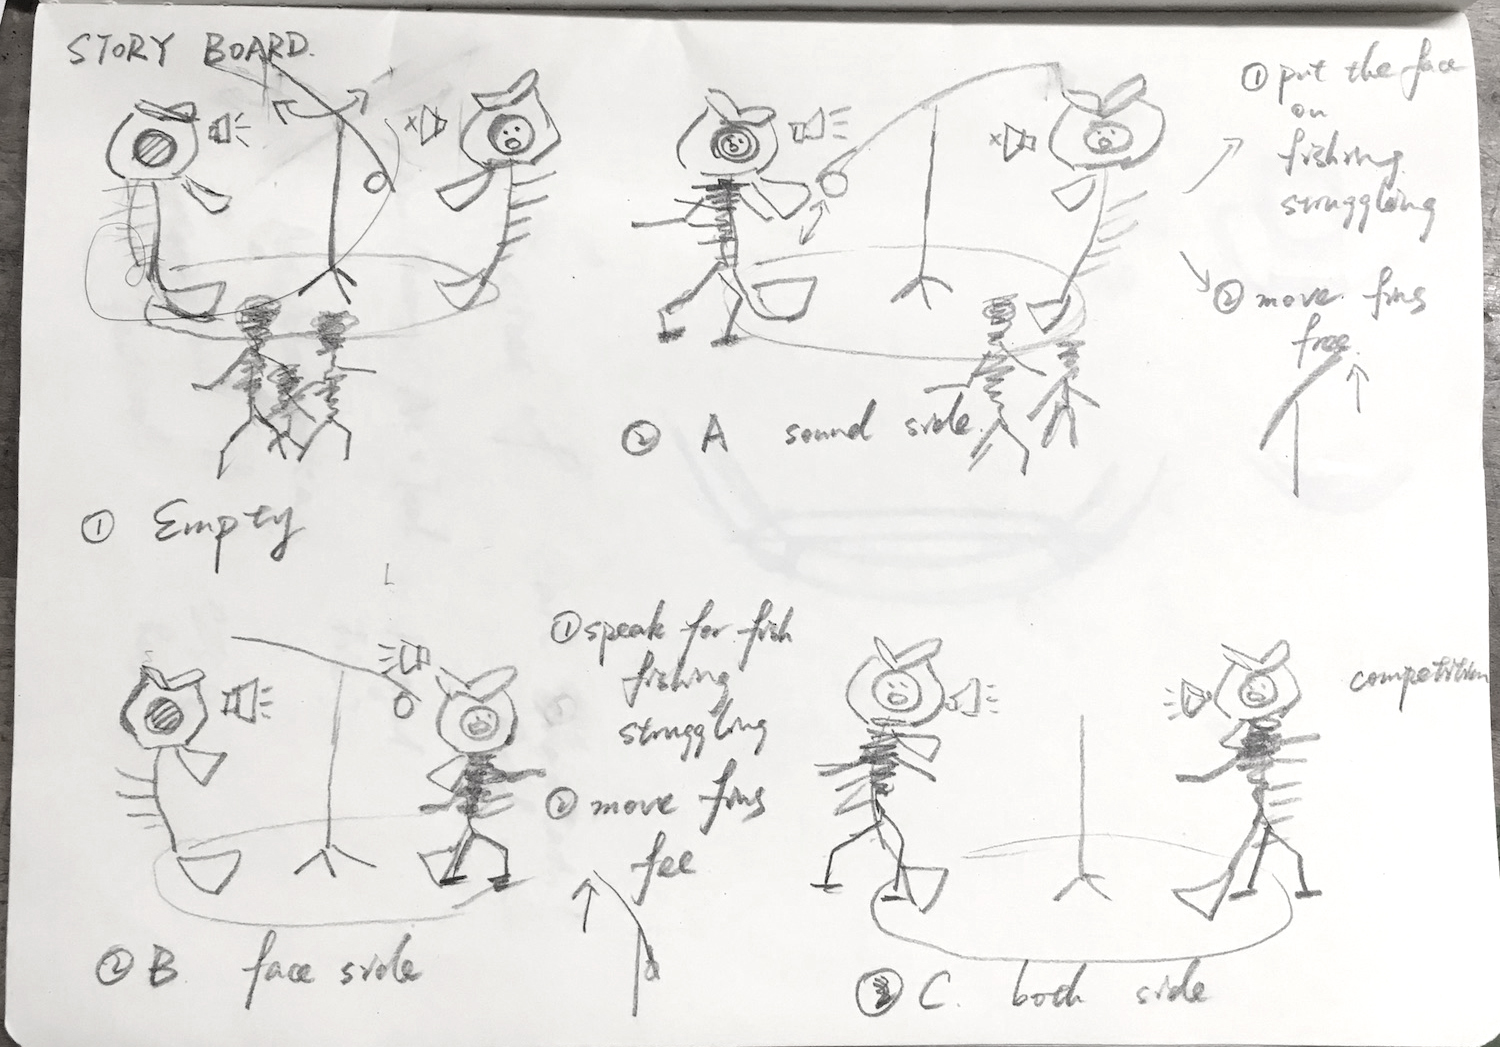 STORY BOARD.
① Empty
② A sound side.
① put the face
on
fishing
struggling
② move fins
free
② B face side
① speak for fish
fishing
struggling
② move fins
fee
② C. both side
competition